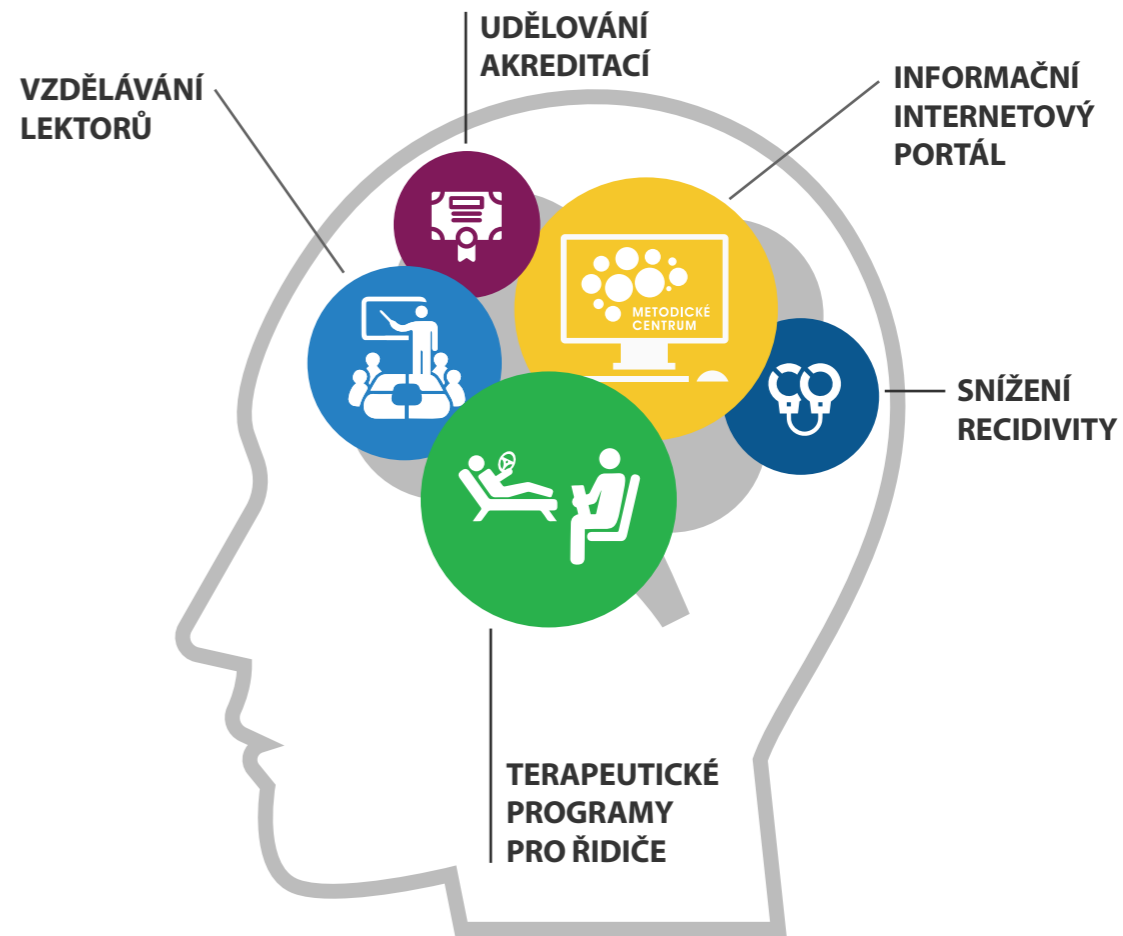 UDĚLOVÁNÍ
AKREDITACÍ
VZDĚLÁVÁNÍ
LEKTORŮ
INFORMAČNÍ
INTERNETOVÝ
PORTÁL
METODICKÉ
CENTRUM
SNÍŽENÍ
RECIDIVITY
TERAPEUTICKÉ
PROGRAMY
PRO ŘIDIČE